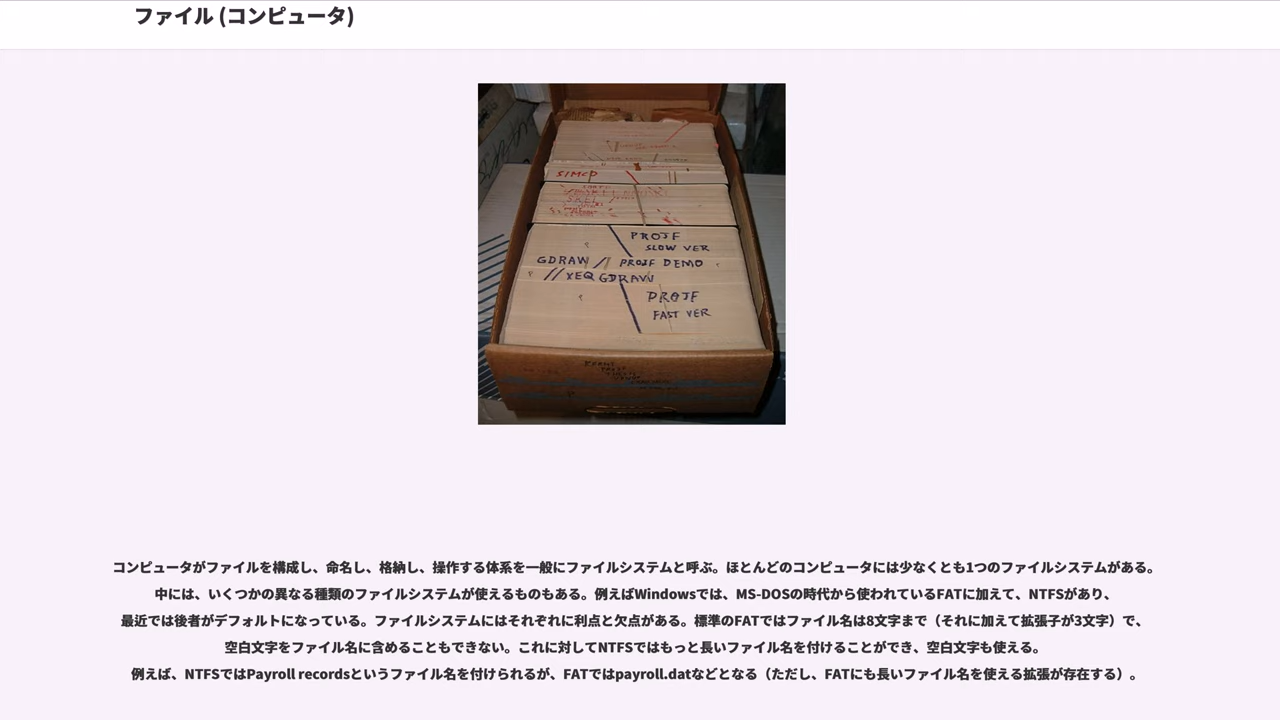 ファイル (コンピュータ)
SIMCD
PROJF
SLOW VER
GDRAW / PROJF DEMO
// XEQ GDRAW
PROJF
FAST VER
コンピュータがファイルを構成し、命名し、格納し、操作する体系を一般にファイルシステムと呼ぶ。ほとんどのコンピュータには少なくとも1つのファイルシステムがある。
中には、いくつかの異なる種類のファイルシステムが使えるものもある。例えばWindowsでは、MS-DOSの時代から使われているFATに加えて、NTFSがあり、
最近では後者がデフォルトになっている。ファイルシステムにはそれぞれに利点と欠点がある。標準のFATではファイル名は8文字まで（それに加えて拡張子が3文字）で、
空白文字をファイル名に含めることもできない。これに対してNTFSではもっと長いファイル名を付けることができ、空白文字も使える。
例えば、NTFSではPayroll recordsというファイル名を付けられるが、FATではpayroll.datなどとなる（ただし、FATにも長いファイル名を使える拡張が存在する）。